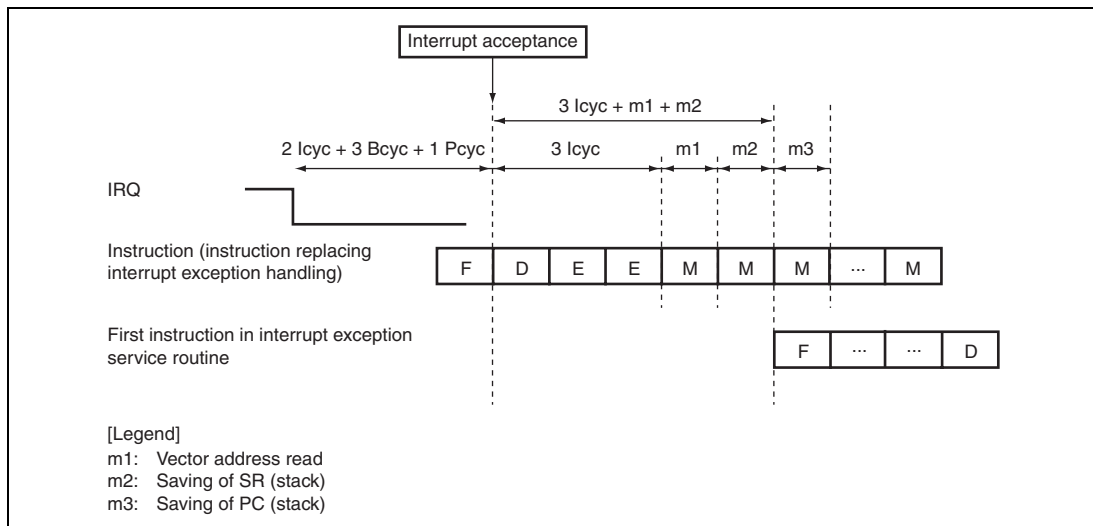 Interrupt acceptance
3 Icyc + m1 + m2
2 Icyc + 3 Bcyc + 1 Pcyc 3 Icyc m1 m2 m3
IRQ
Instruction (instruction replacing
interrupt exception handling)
F D E E M M M ... M
First instruction in interrupt exception
service routine
F ... ... D
[Legend]
m1: Vector address read
m2: Saving of SR (stack)
m3: Saving of PC (stack)